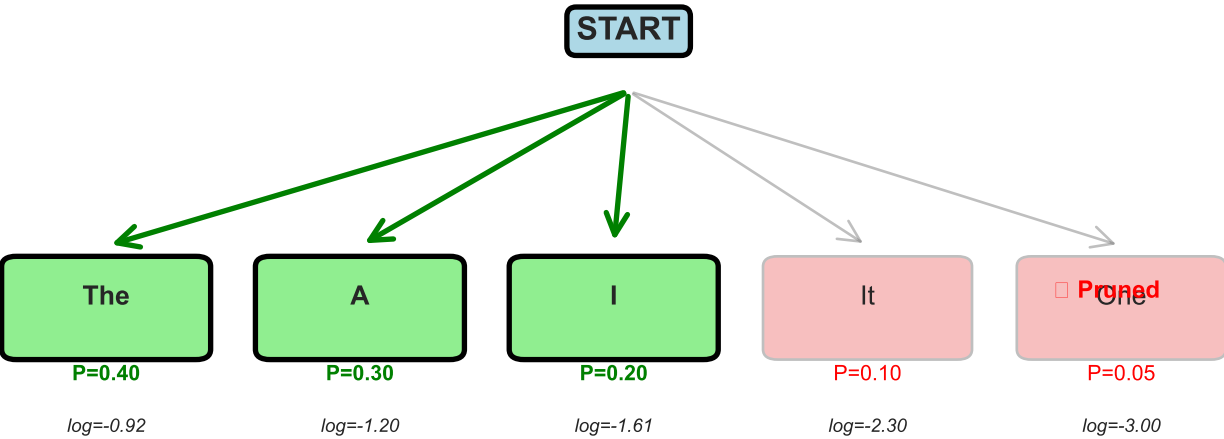 START
The
A
I
It
One
Pruned
P=0.40
P=0.30
P=0.20
P=0.10
P=0.05
log=-0.92
log=-1.20
log=-1.61
log=-2.30
log=-3.00